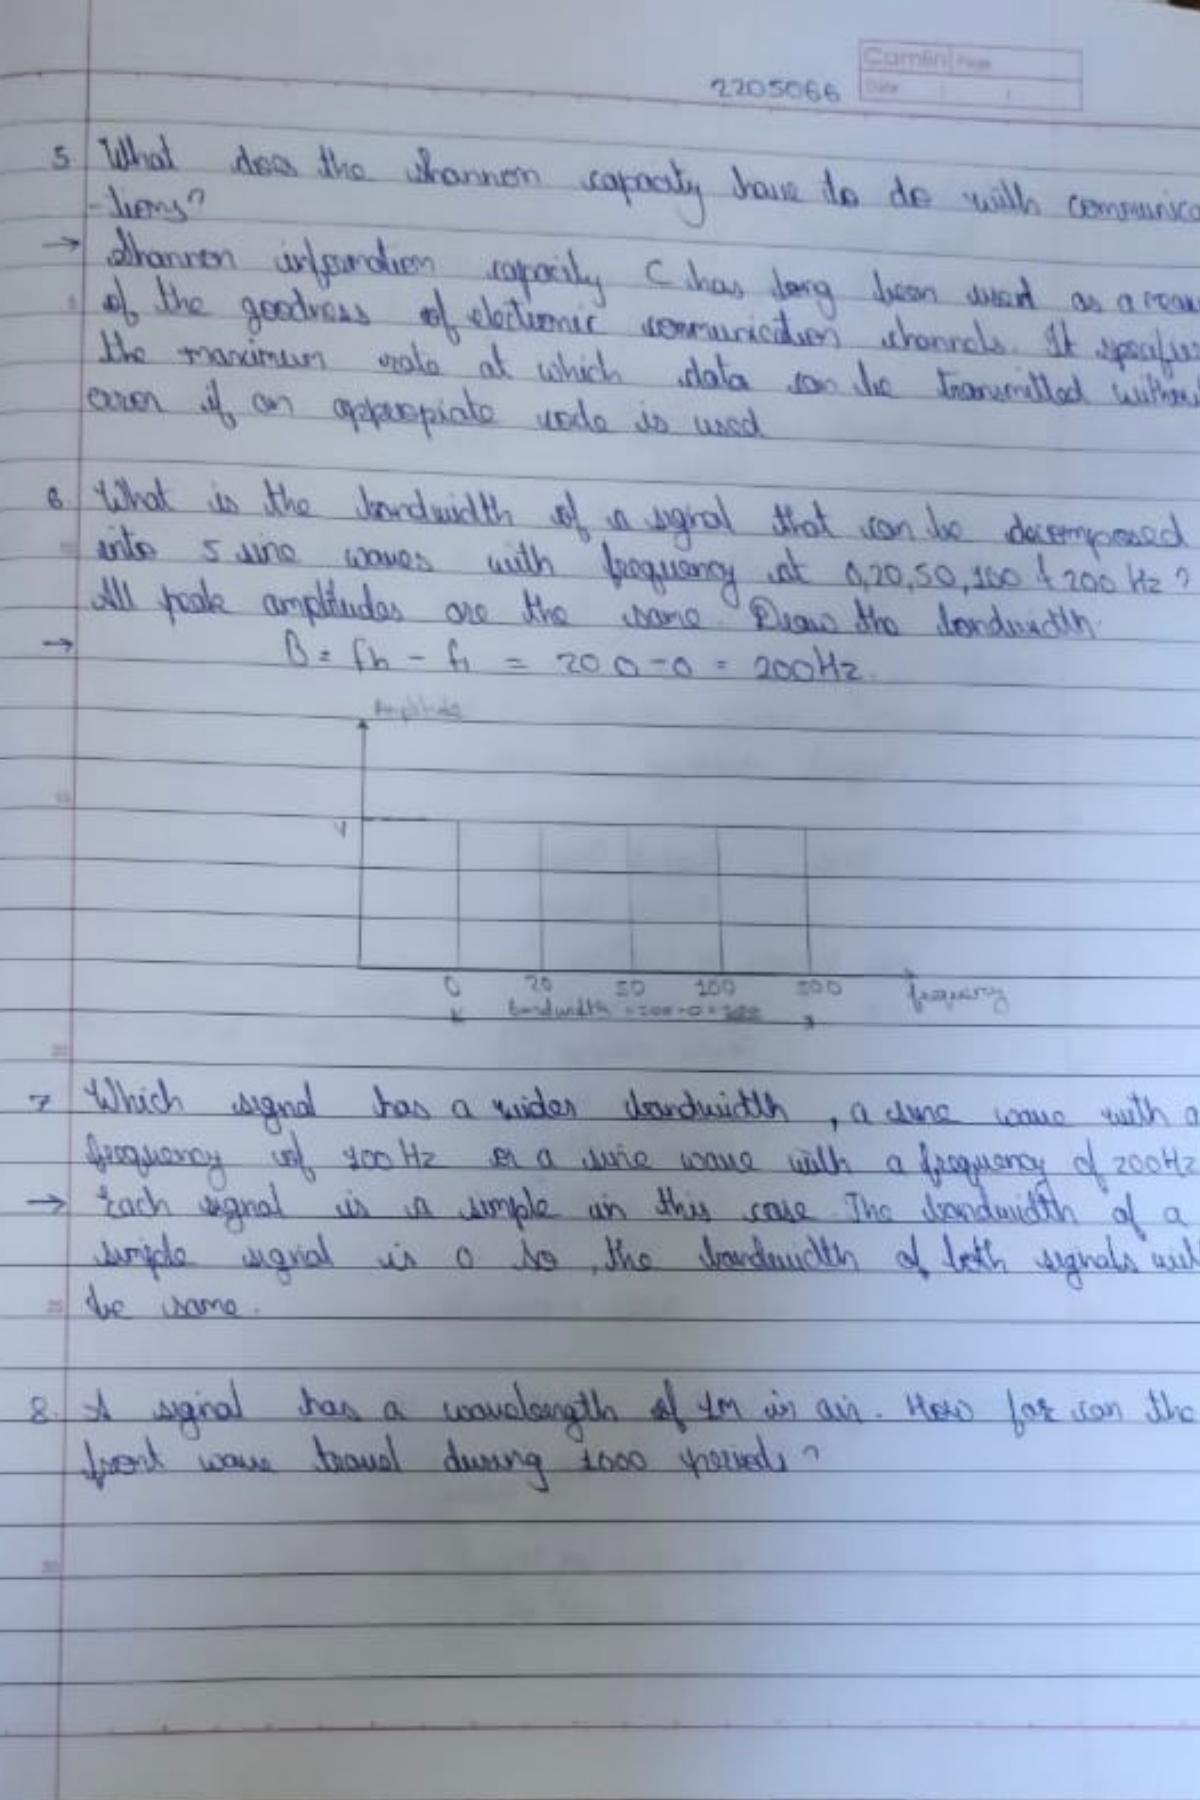 2205066
Camlin Page
Date
5 What does the shannon capacity have to do with communica
-tions?
→ Shannon information capacity C has long been used as a mea
of the goodness of electronic communication channels. It specifies
the maximum rate at which data can be transmitted without
error if an appropiate code is used
6 What is the bandwidth of a signal that can be decomposed
into 5 sine waves with frequency at 0,20,50,100 & 200 Hz?
All peak amplitudes are the same. Draw the bandwidth.
→ B = fh - f1 = 200-0 = 200Hz.
Amplitude
V
0 20 50 100 200
frequency
bandwidth = 200-0=200
7 Which signal has a wider bandwidth, a sine wave with a
frequency of 100Hz or a sine wave with a frequency of 200Hz
→ Each signal is a simple in this case. The bandwidth of a
simple signal is 0 So, the bandwidth of both signals will
be same.
8. A signal has a wavelength of 1M in air. How far can the
front wave travel during 1000 periods?